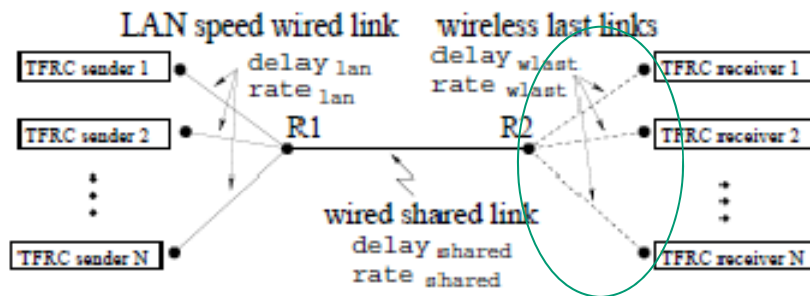 LAN speed wired link
wireless last links
TFRC sender 1
delay lan
rate lan
delay wlast
rate wlast
TFRC receiver 1
TFRC sender 2
R1
R2
TFRC receiver 2
wired shared link
delay shared
rate shared
TFRC sender N
TFRC receiver N